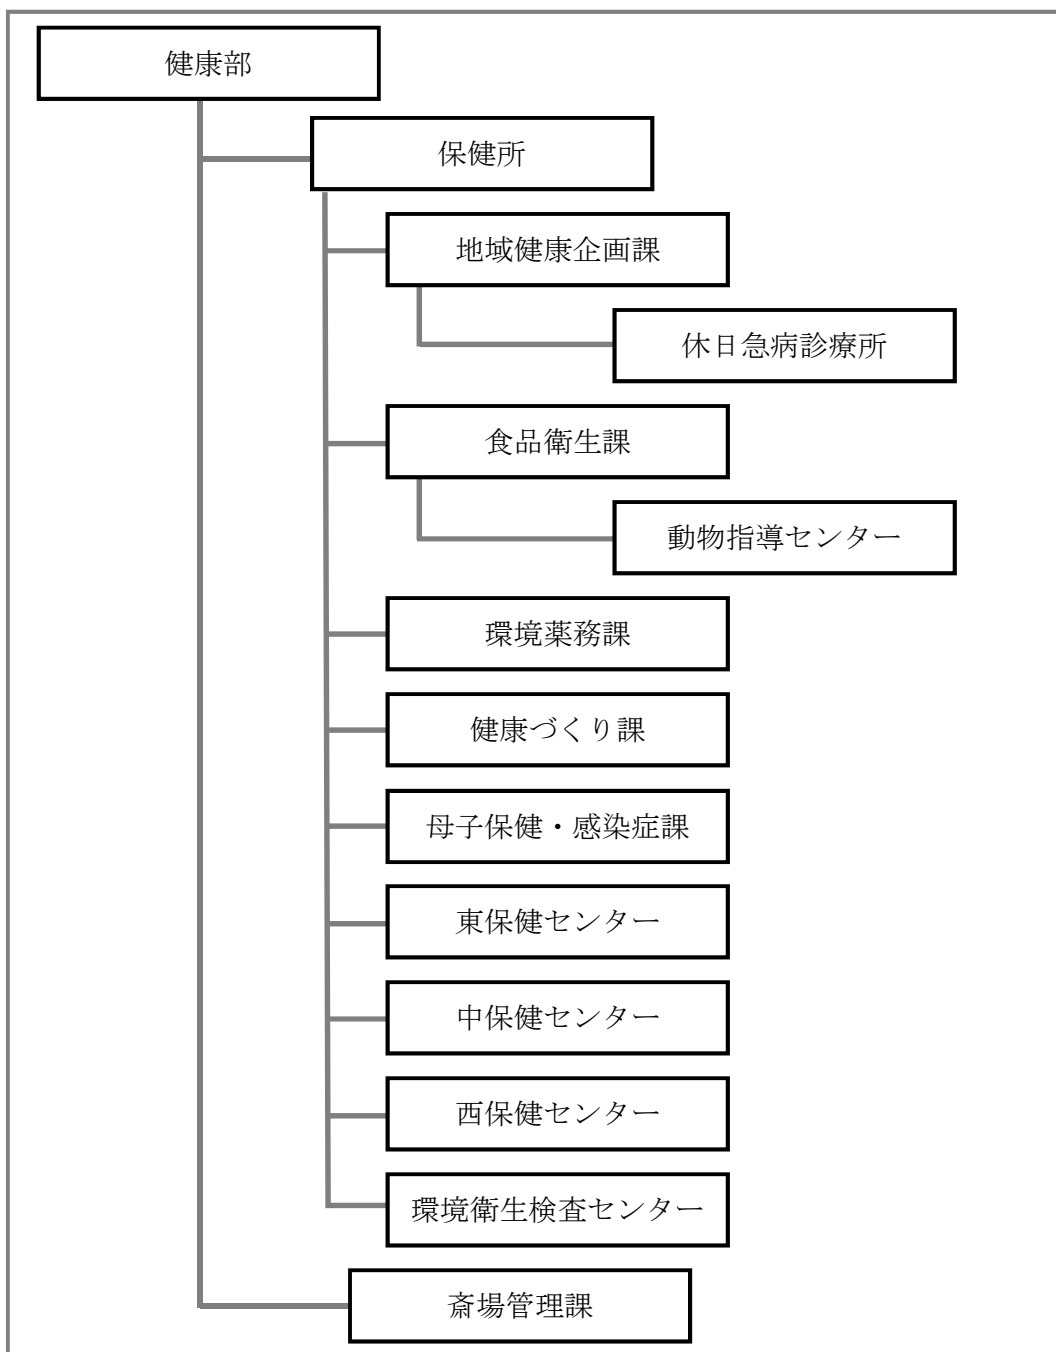 健康部
保健所
地域健康企画課
休日急病診療所
食品衛生課
動物指導センター
環境薬務課
健康づくり課
母子保健・感染症課
東保健センター
中保健センター
西保健センター
環境衛生検査センター
斎場管理課